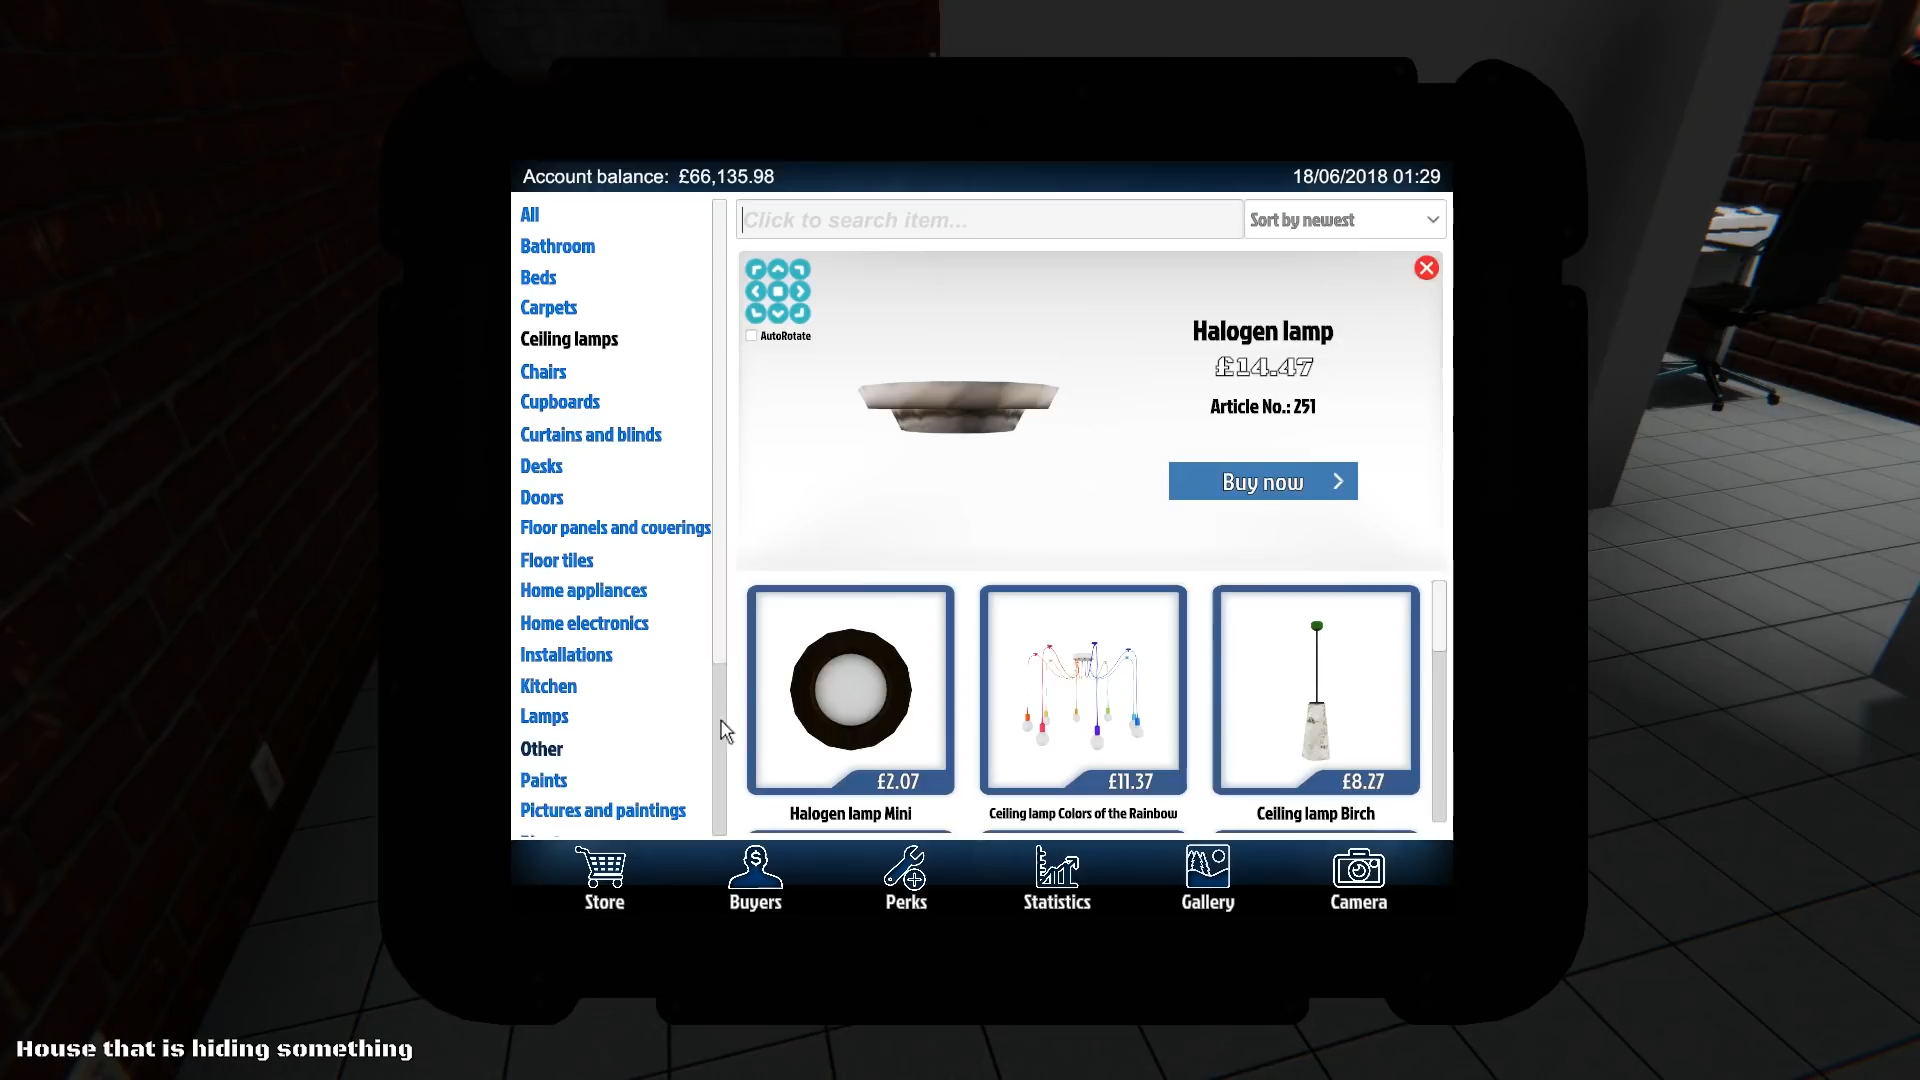 Account balance: £66,135.98
18/06/2018 01:29
All
Bathroom
Beds
Carpets
Ceiling lamps
Chairs
Cupboards
Curtains and blinds
Desks
Doors
Floor panels and coverings
Floor tiles
Home appliances
Home electronics
Installations
Kitchen
Lamps
Other
Paints
Pictures and paintings
Click to search item...
Sort by newest
AutoRotate
Halogen lamp
£14.47
Article No.: 251
Buy now
£2.07
£11.37
£8.27
Halogen lamp Mini
Ceiling lamp Colors of the Rainbow
Ceiling lamp Birch
Store
Buyers
Perks
Statistics
Gallery
Camera
House that is hiding something